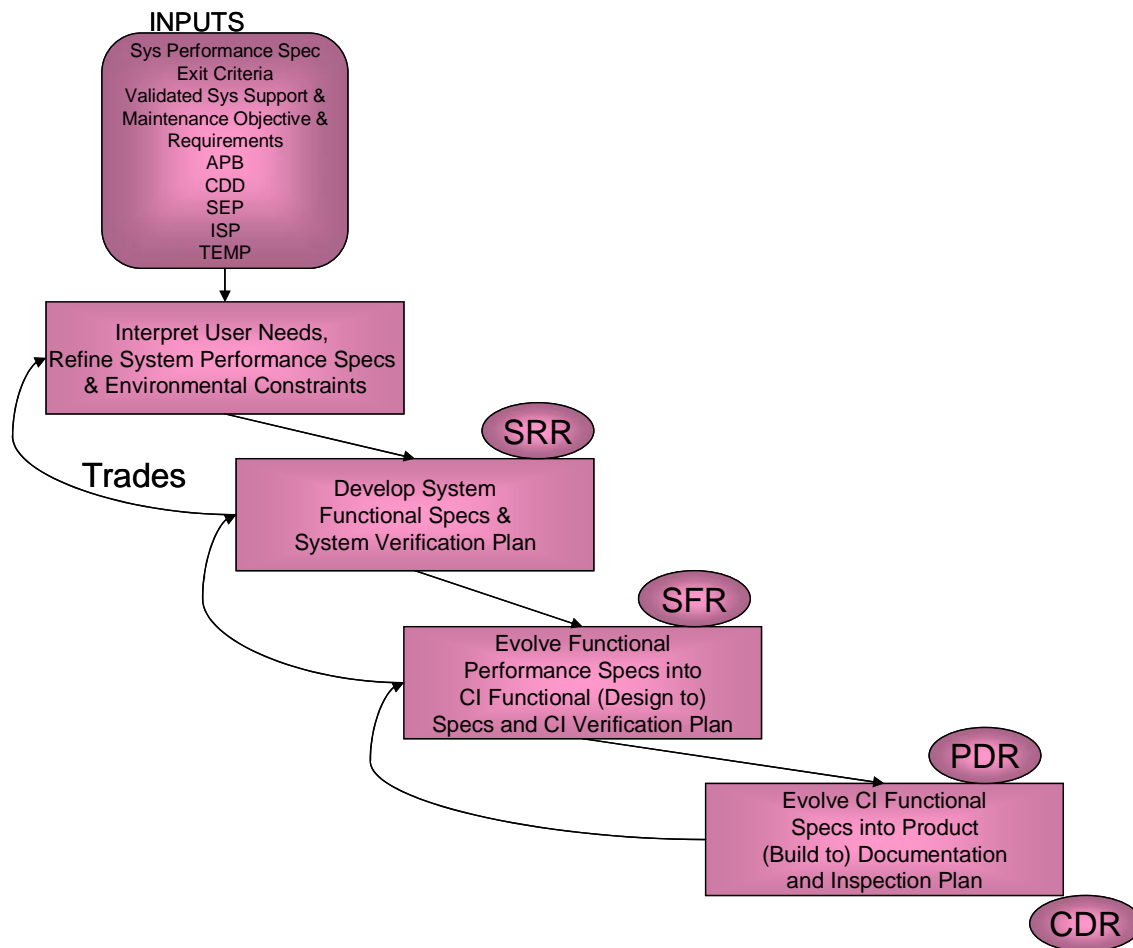 INPUTS
Sys Performance Spec
Exit Criteria
Validated Sys Support &
Maintenance Objective &
Requirements
APB
CDD
SEP
ISP
TEMP
Interpret User Needs,
Refine System Performance Specs
& Environmental Constraints
SRR
Trades
Develop System
Functional Specs &
System Verification Plan
SFR
Evolve Functional
Performance Specs into
CI Functional (Design to)
Specs and CI Verification Plan
PDR
Evolve CI Functional
Specs into Product
(Build to) Documentation
and Inspection Plan
CDR